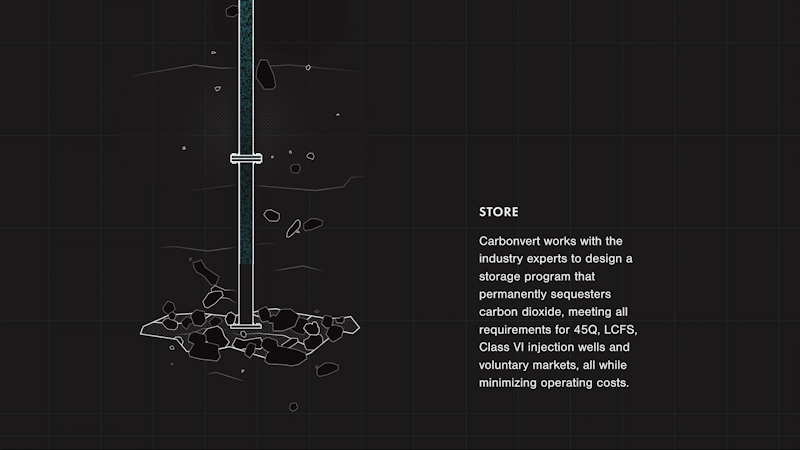 STORE
Carbonvert works with the
industry experts to design a
storage program that
permanently sequesters
carbon dioxide, meeting all
requirements for 45Q, LCFS,
Class VI injection wells and
voluntary markets, all while
minimizing operating costs.